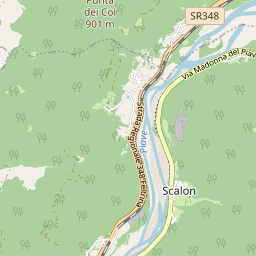 Punta
dei Coi
901 m
SR348
Via Madonna del Piave
Strada Regionale 348 Feltrina
Piave
Scalon